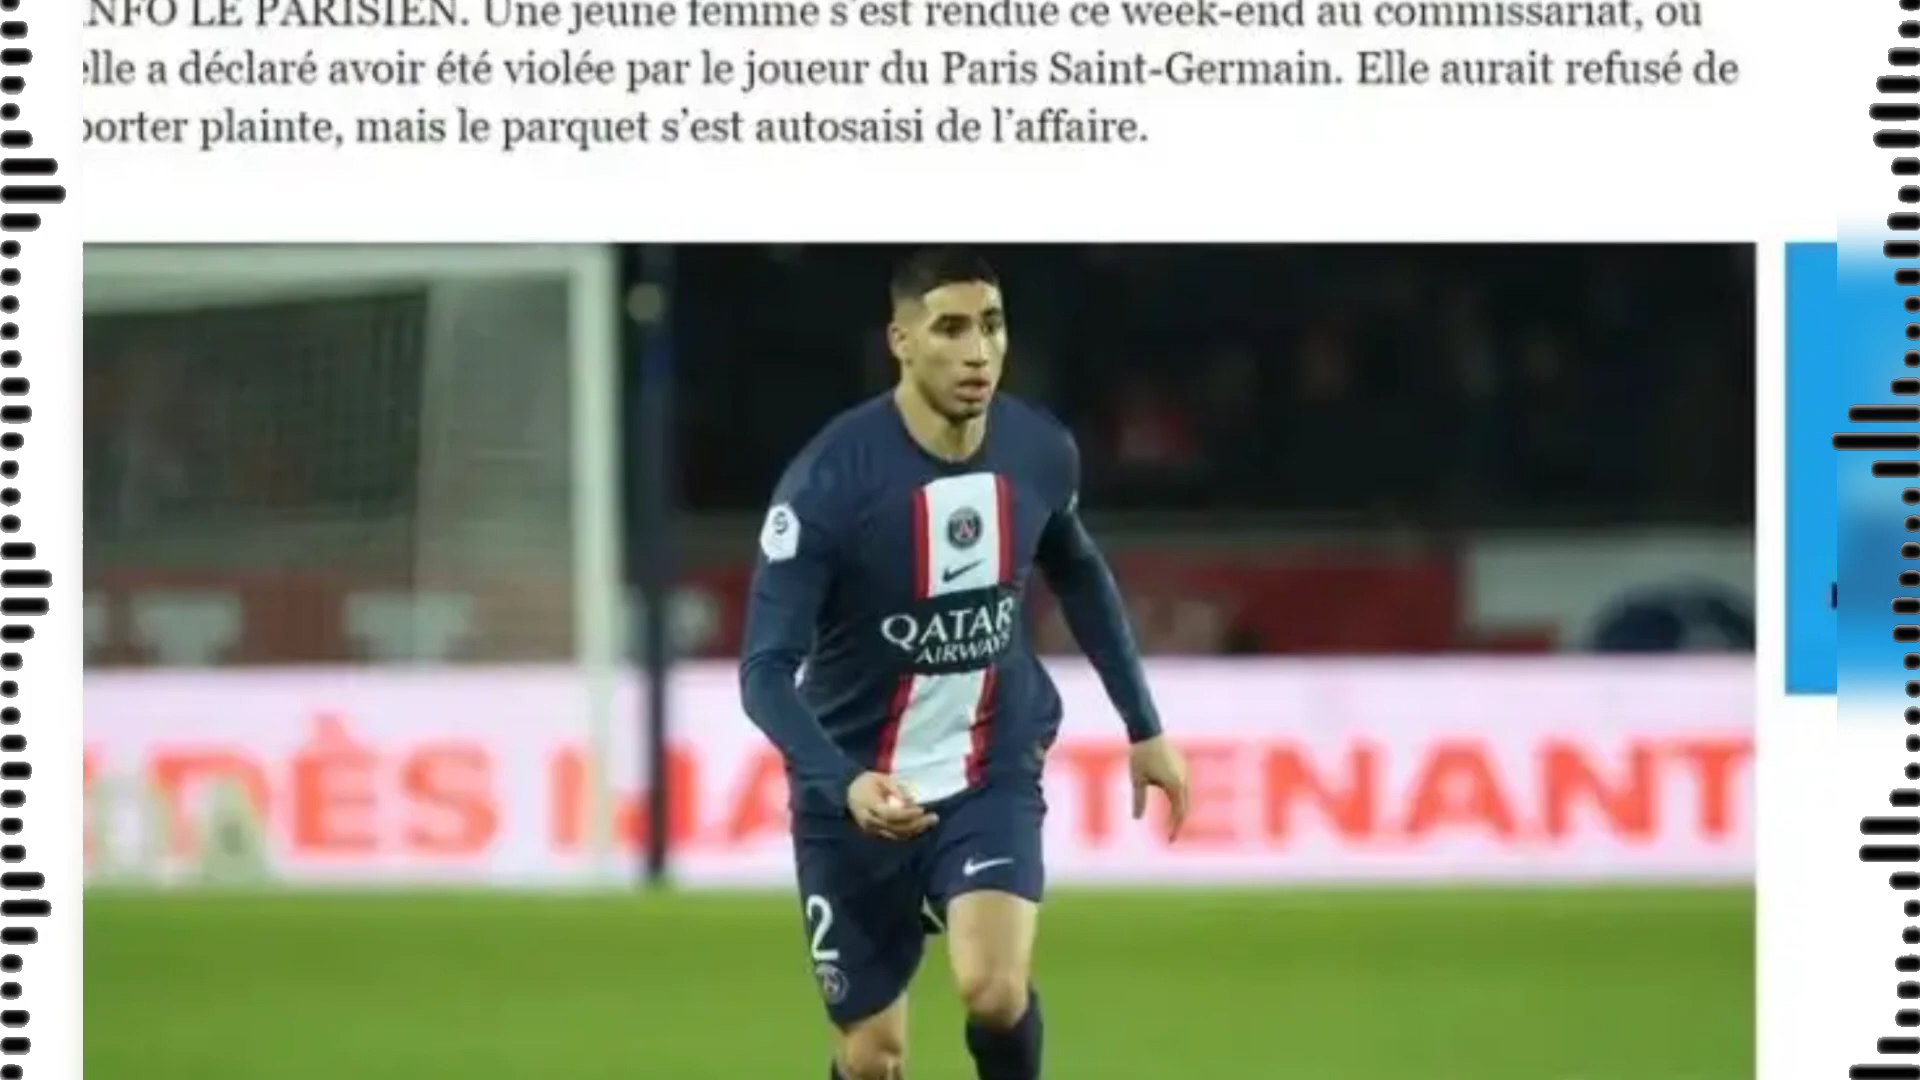 NFO LE PARISIEN. Une jeune femme s'est rendue ce week-end au commissariat, où
elle a déclaré avoir été violée par le joueur du Paris Saint-Germain. Elle aurait refusé de
porter plainte, mais le parquet s'est autosaisi de l'affaire.
QATAR
AIRWAYS
DÈS MAINTENANT
2